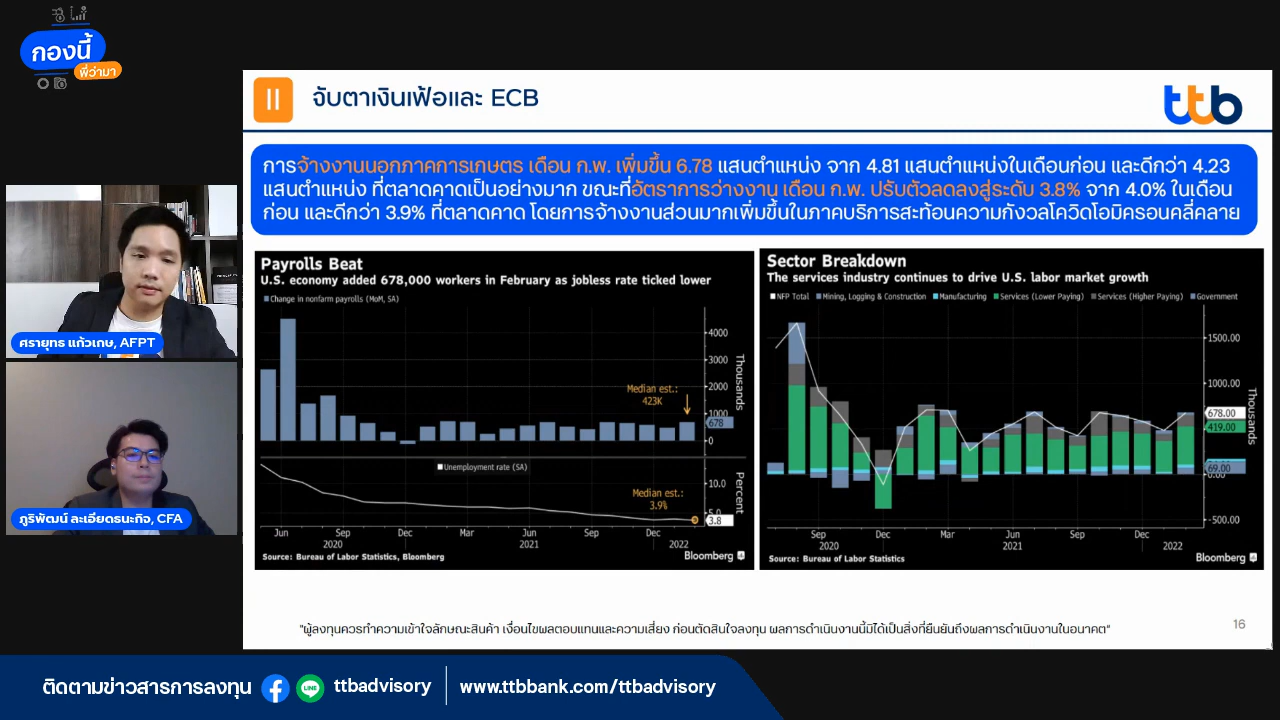 กองนี้
พี่ว่ามา
II
จับตาเงินเฟ้อและ ECB
ttb
การจ้างงานนอกภาคการเกษตร เดือน ก.พ. เพิ่มขึ้น 6.78 แสนตำแหน่ง จาก 4.81 แสนตำแหน่งในเดือนก่อน และดีกว่า 4.23
แสนตำแหน่ง ที่ตลาดคาดเป็นอย่างมาก ขณะที่อัตราการว่างงาน เดือน ก.พ. ปรับตัวลดลงสู่ระดับ 3.8% จาก 4.0% ในเดือน
ก่อน และดีกว่า 3.9% ที่ตลาดคาด โดยการจ้างงานส่วนมากเพิ่มขึ้นในภาคบริการสะท้อนความกังวลโควิดโอมิครอนคลี่คลาย
Payrolls Beat
U.S. economy added 678,000 workers in February as jobless rate ticked lower
Change in nonfarm payrolls (MoM, SA)
4000
3000
2000
1000
678
0
Thousands
Median est.:
423K
Unemployment rate (SA)
10.0
5.0
3.8
Percent
Median est.:
3.9%
Jun Sep Dec Mar Jun Sep Dec
2020 2021 2022
Source: Bureau of Labor Statistics, Bloomberg
Bloomberg
Sector Breakdown
The services industry continues to drive U.S. labor market growth
NFP Total Mining, Logging & Construction Manufacturing Services (Lower Paying) Services (Higher Paying) Government
1500.00
1000.00
678.00
419.00
69.00
0.00
-500.00
Thousands
Sep Dec Mar Jun Sep Dec
2020 2021 2022
Source: Bureau of Labor Statistics
Bloomberg
ศรายุทธ แก้วเกษ, AFPT
ภูริพัฒน์ ละเอียดธนะกิจ, CFA
"ผู้ลงทุนควรทำความเข้าใจลักษณะสินค้า เงื่อนไขผลตอบแทนและความเสี่ยง ก่อนตัดสินใจลงทุน ผลการดำเนินงานนี้มิได้เป็นสิ่งที่ยืนยันถึงผลการดำเนินงานในอนาคต"
16
ติดตามข่าวสารการลงทุน
LINE
ttbadvisory
www.ttbbank.com/ttbadvisory